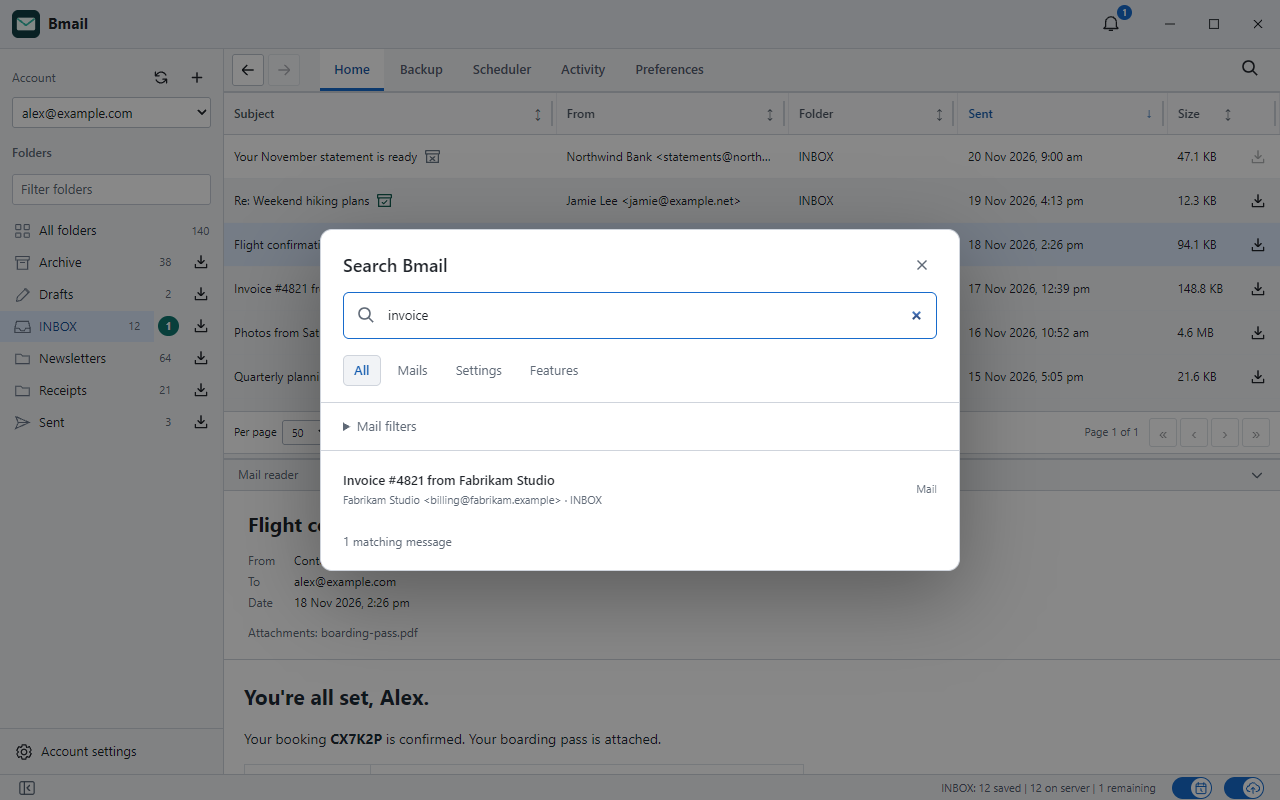 Bmail
1
Account
alex@example.com
Folders
Filter folders
All folders 140
Archive 38
Drafts 2
INBOX 12 1
Newsletters 64
Receipts 21
Sent 3
Account settings
Home Backup Scheduler Activity Preferences
Subject From Folder Sent Size
Your November statement is ready Northwind Bank <statements@north... INBOX 20 Nov 2026, 9:00 am 47.1 KB
Re: Weekend hiking plans Jamie Lee <jamie@example.net> INBOX 19 Nov 2026, 4:13 pm 12.3 KB
Flight 18 Nov 2026, 2:26 pm 94.1 KB
Invoice #4821 17 Nov 2026, 12:39 pm 148.8 KB
Photos from 16 Nov 2026, 10:52 am 4.6 MB
Quarterly 15 Nov 2026, 5:05 pm 21.6 KB
Per page 50 Page 1 of 1 « ‹ › »
Search Bmail
invoice
All Mails Settings Features
Mail filters
Invoice #4821 from Fabrikam Studio
Fabrikam Studio <billing@fabrikam.example> · INBOX
Mail
1 matching message
Mail reader
Flight
From
To alex@example.com
Date 18 Nov 2026, 2:26 pm
Attachments: boarding-pass.pdf
You're all set, Alex.
Your booking CX7K2P is confirmed. Your boarding pass is attached.
INBOX: 12 saved | 12 on server | 1 remaining